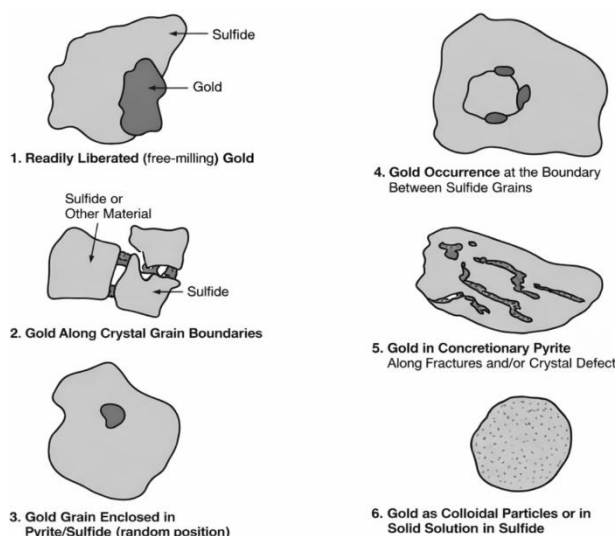 Sulfide
Gold
1. Readily Liberated (free-milling) Gold
Sulfide or
Other Material
Sulfide
2. Gold Along Crystal Grain Boundaries
3. Gold Grain Enclosed in
Pyrite/Sulfide (random position)
4. Gold Occurrence at the Boundary
Between Sulfide Grains
5. Gold in Concretionary Pyrite
Along Fractures and/or Crystal Defect
6. Gold as Colloidal Particles or in
Solid Solution in Sulfide